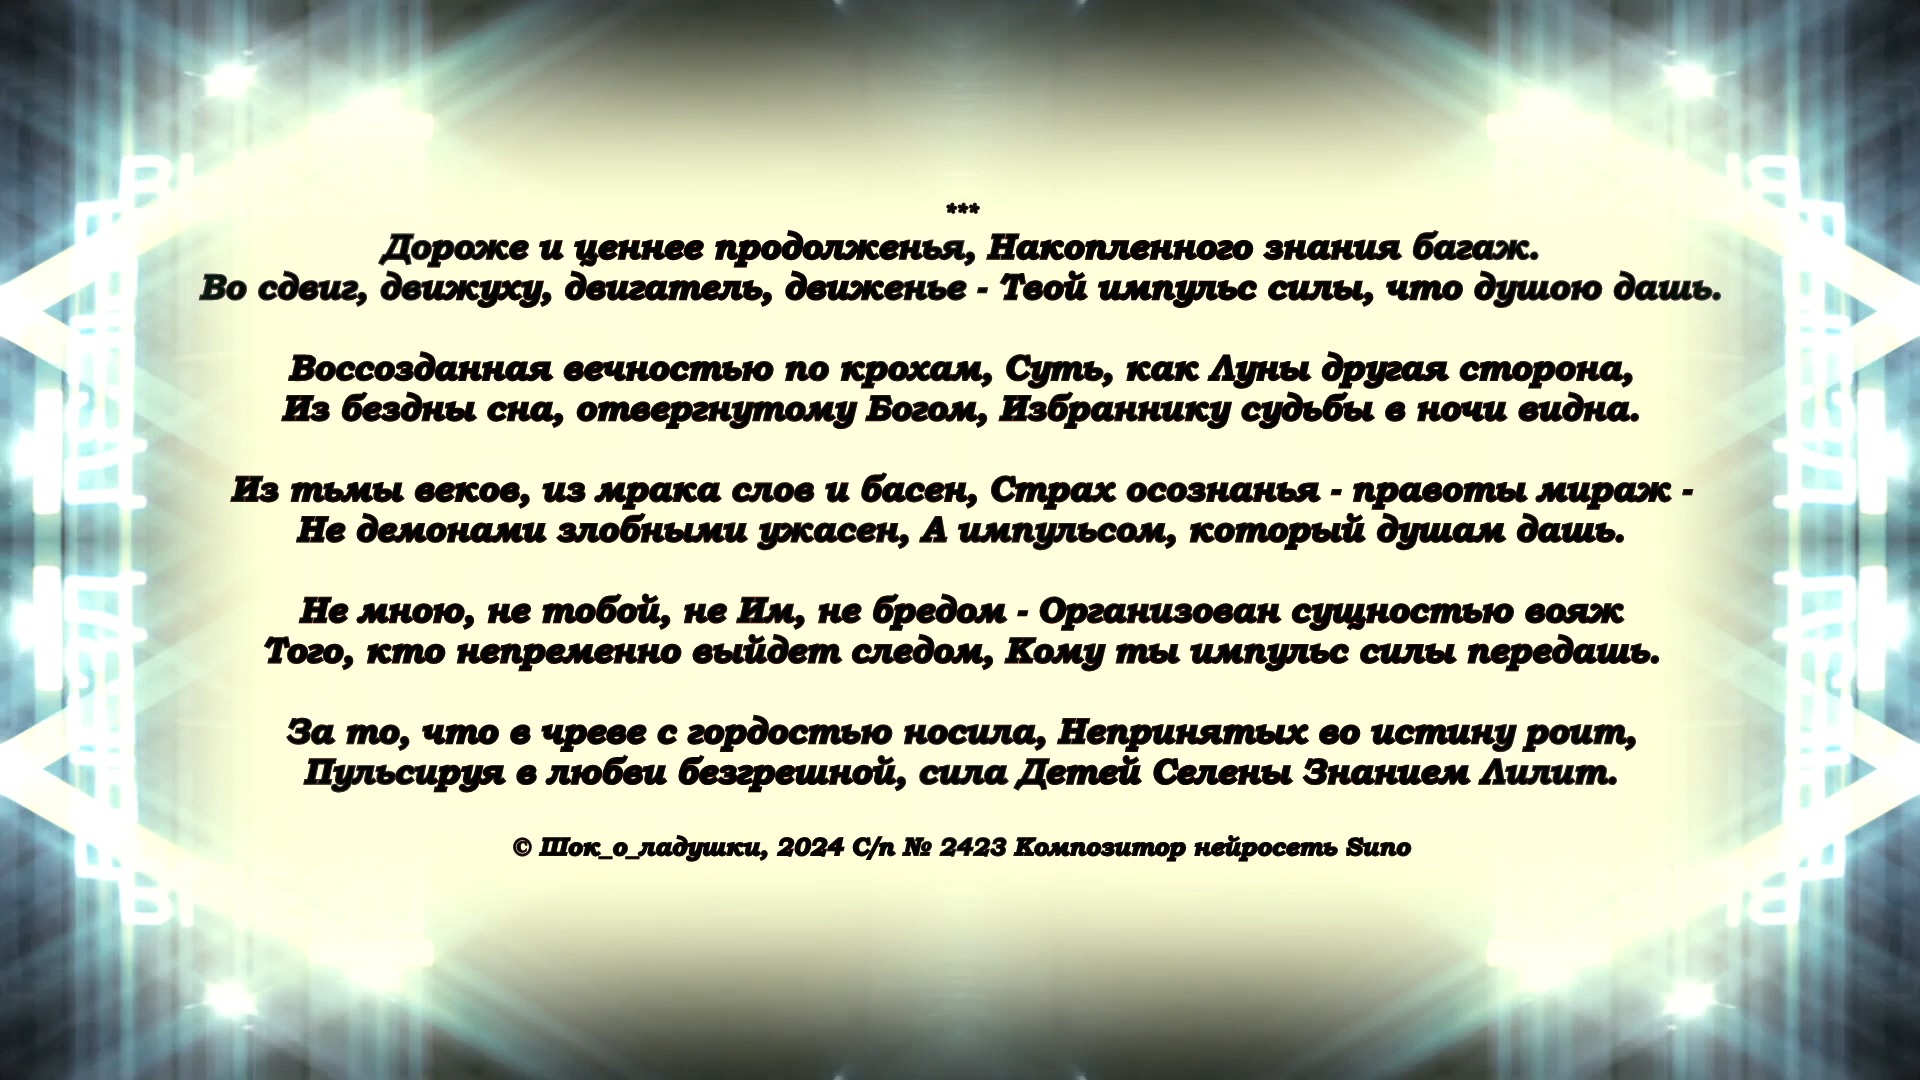 ***
Дороже и ценнее продолженья, Накопленного знания багаж.
Во сдвиг, движуху, двигатель, движенье - Твой импульс силы, что душою дашь.
Воссозданная вечностью по крохам, Суть, как Луны другая сторона,
Из бездны сна, отвергнутому Богом, Избраннику судьбы в ночи видна.
Из тьмы веков, из мрака слов и басен, Страх осознанья - правоты мираж -
Не демонами злобными ужасен, А импульсом, который душам дашь.
Не мною, не тобой, не Им, не бредом - Организован сущностью вояж
Того, кто непременно выйдет следом, Кому ты импульс силы передашь.
За то, что в чреве с гордостью носила, Непринятых во истину роит,
Пульсируя в любви безгрешной, сила Детей Селены Знанием Лилит.
© Шок_о_ладушки, 2024 С/п № 2423 Композитор нейросеть Suno